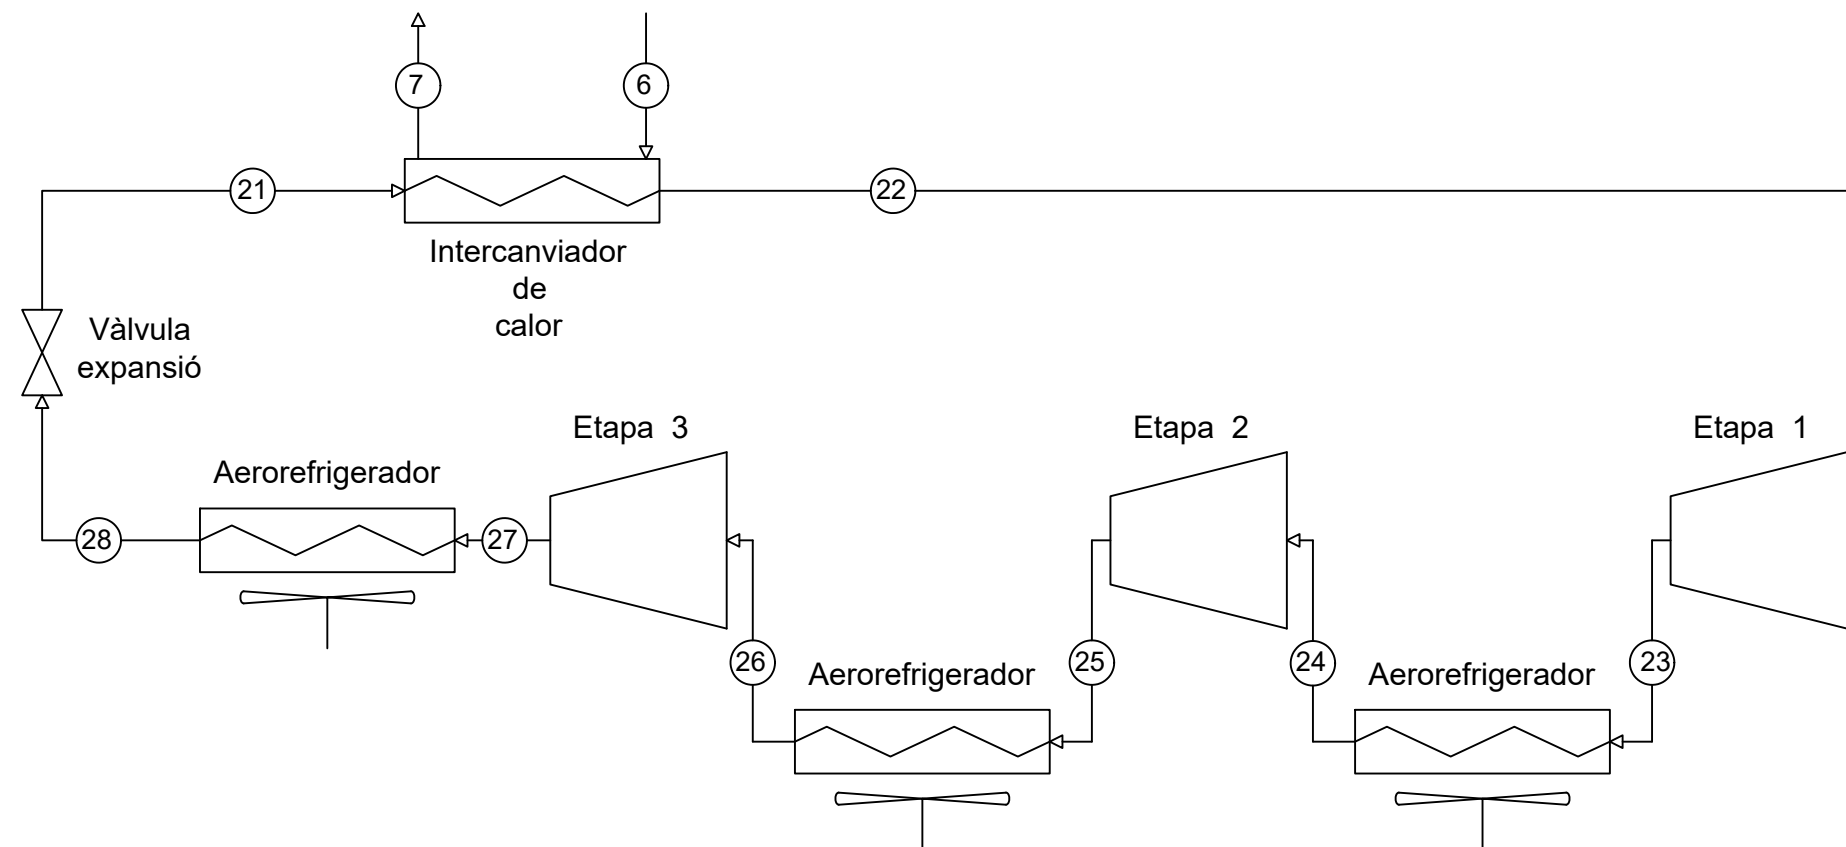 7
6
21
22
Intercanviador
de
calor
Vàlvula
expansió
Etapa 3
Etapa 2
Etapa 1
Aerorefrigerador
28
27
26
25
24
23
Aerorefrigerador
Aerorefrigerador